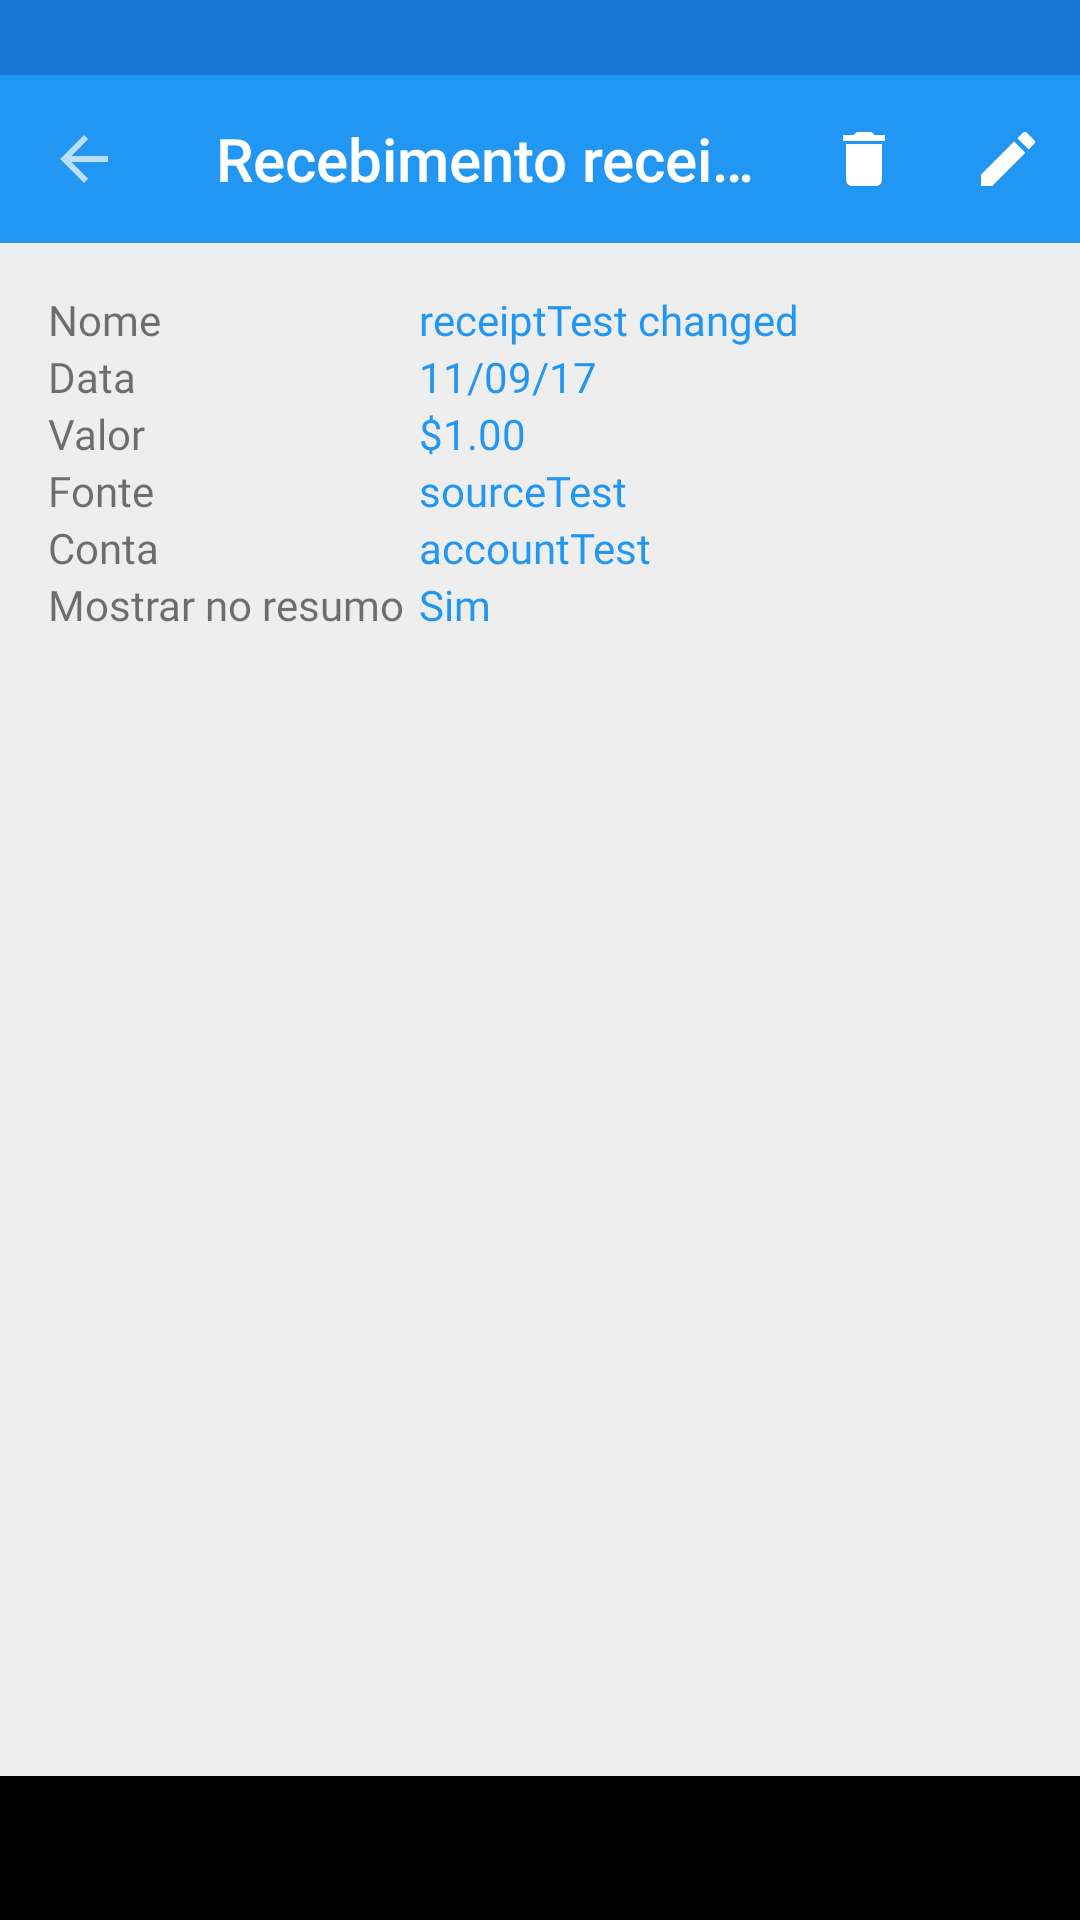 Recebimento recei...
Nome receiptTest changed
Data 11/09/17
Valor $1.00
Fonte sourceTest
Conta accountTest
Mostrar no resumo Sim